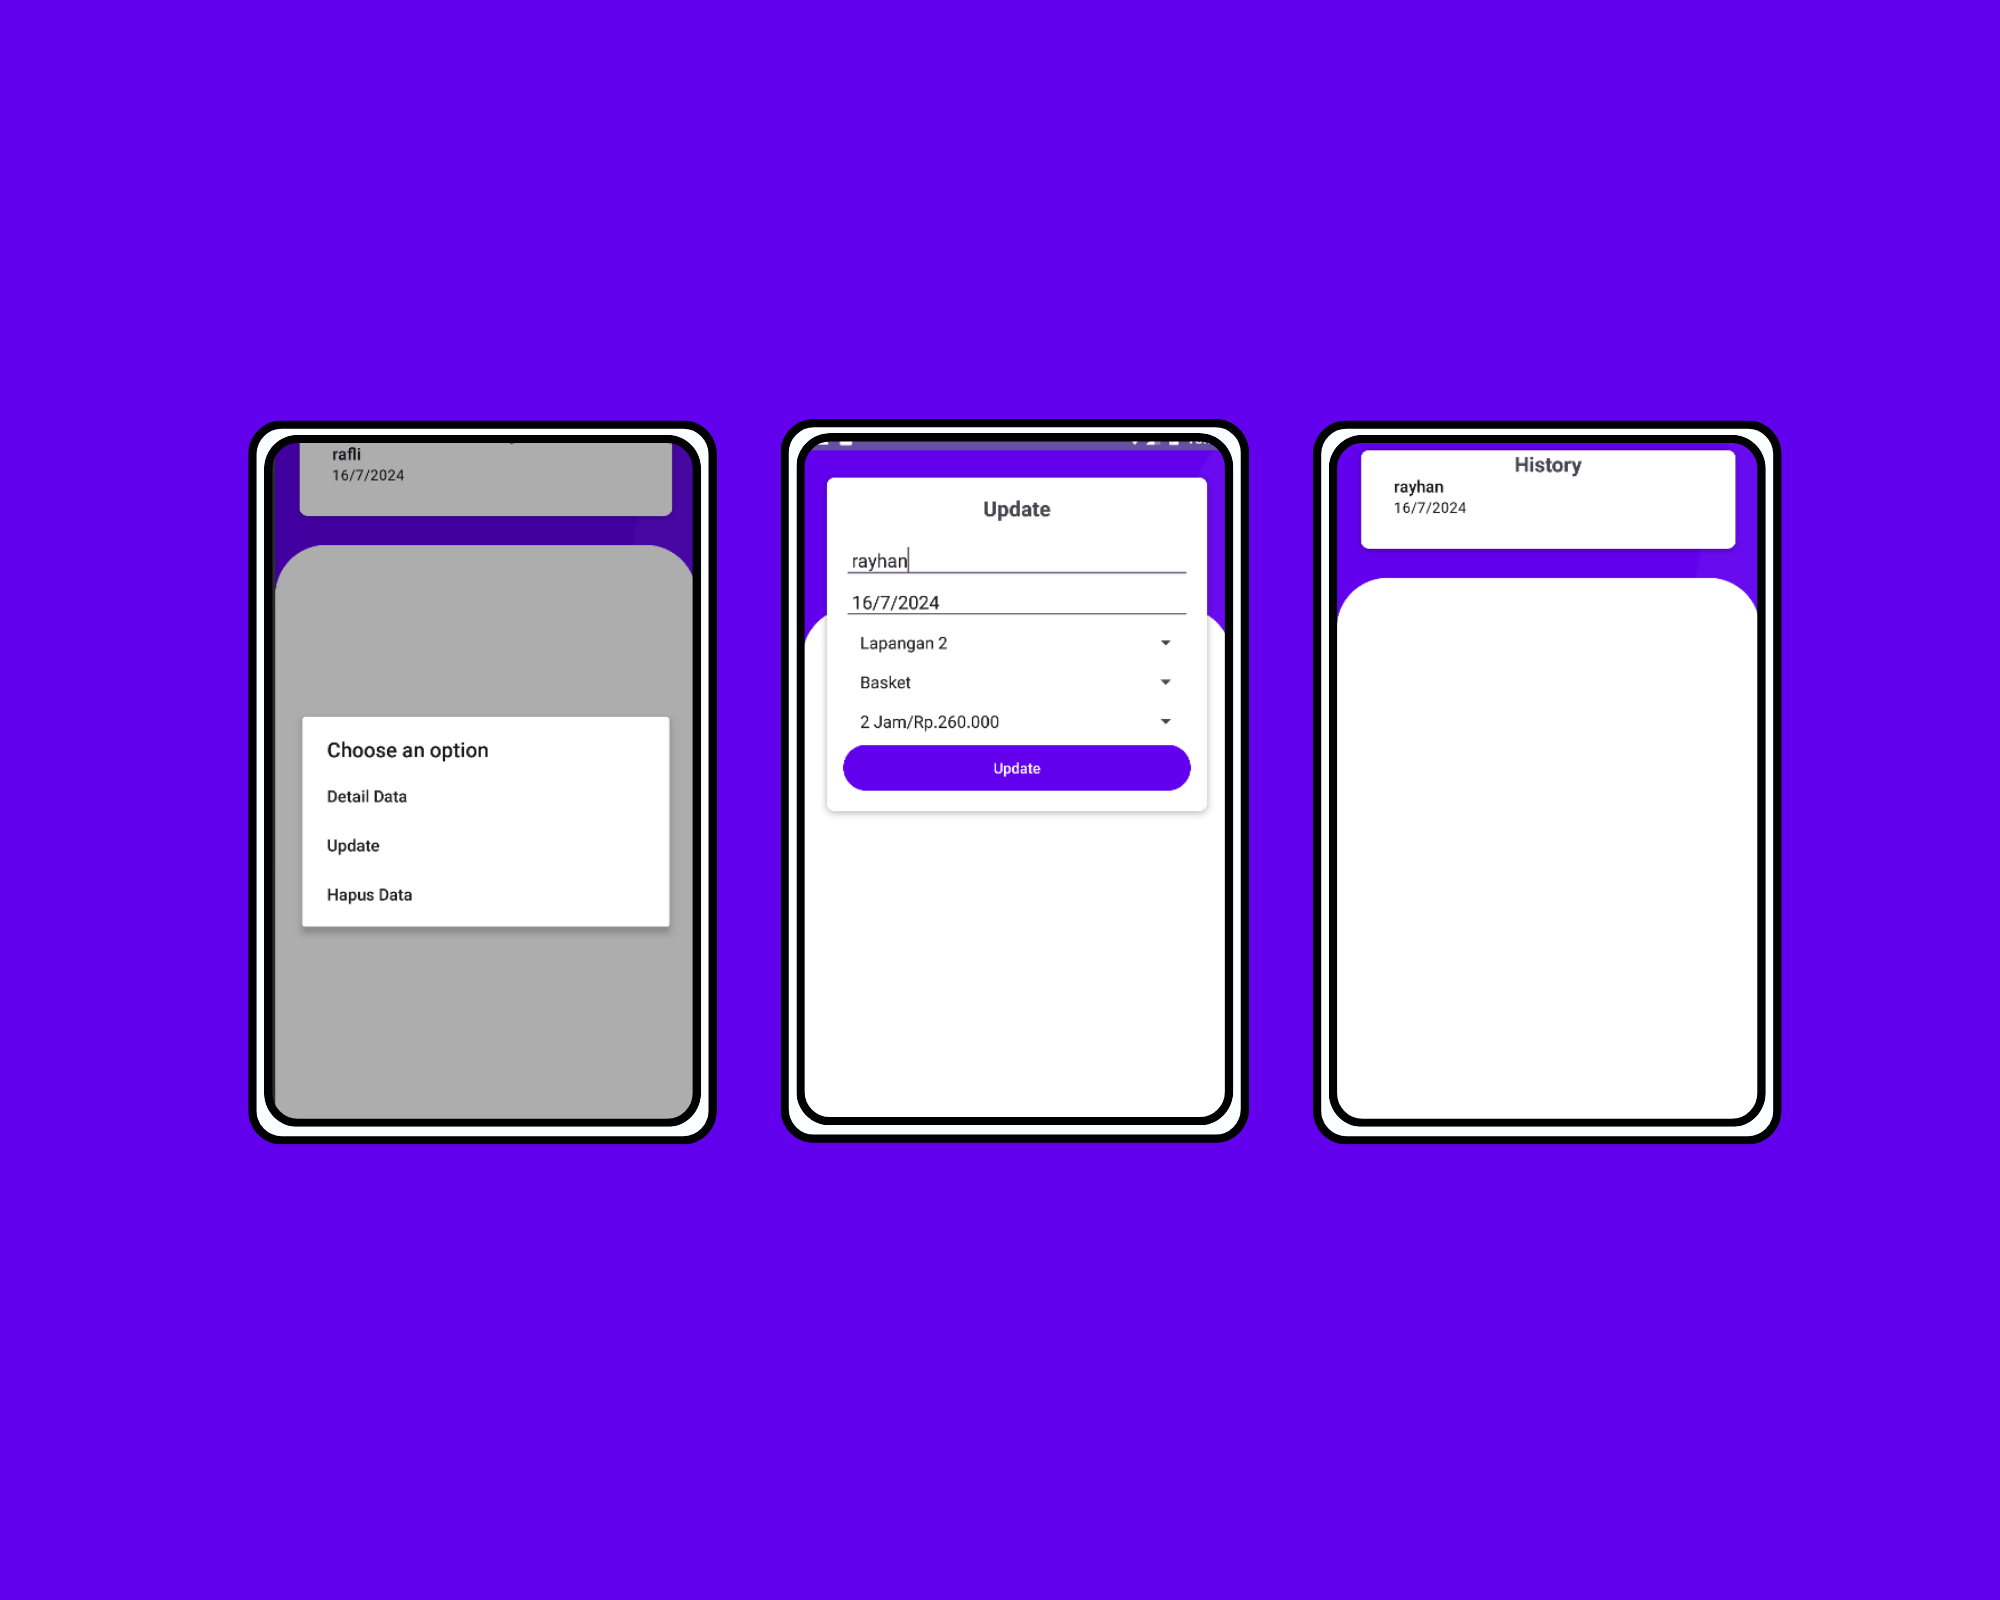 rafli
16/7/2024
Choose an option
Detail Data
Update
Hapus Data
Update
rayhan
16/7/2024
Lapangan 2
Basket
2 Jam/Rp.260.000
Update
History
rayhan
16/7/2024